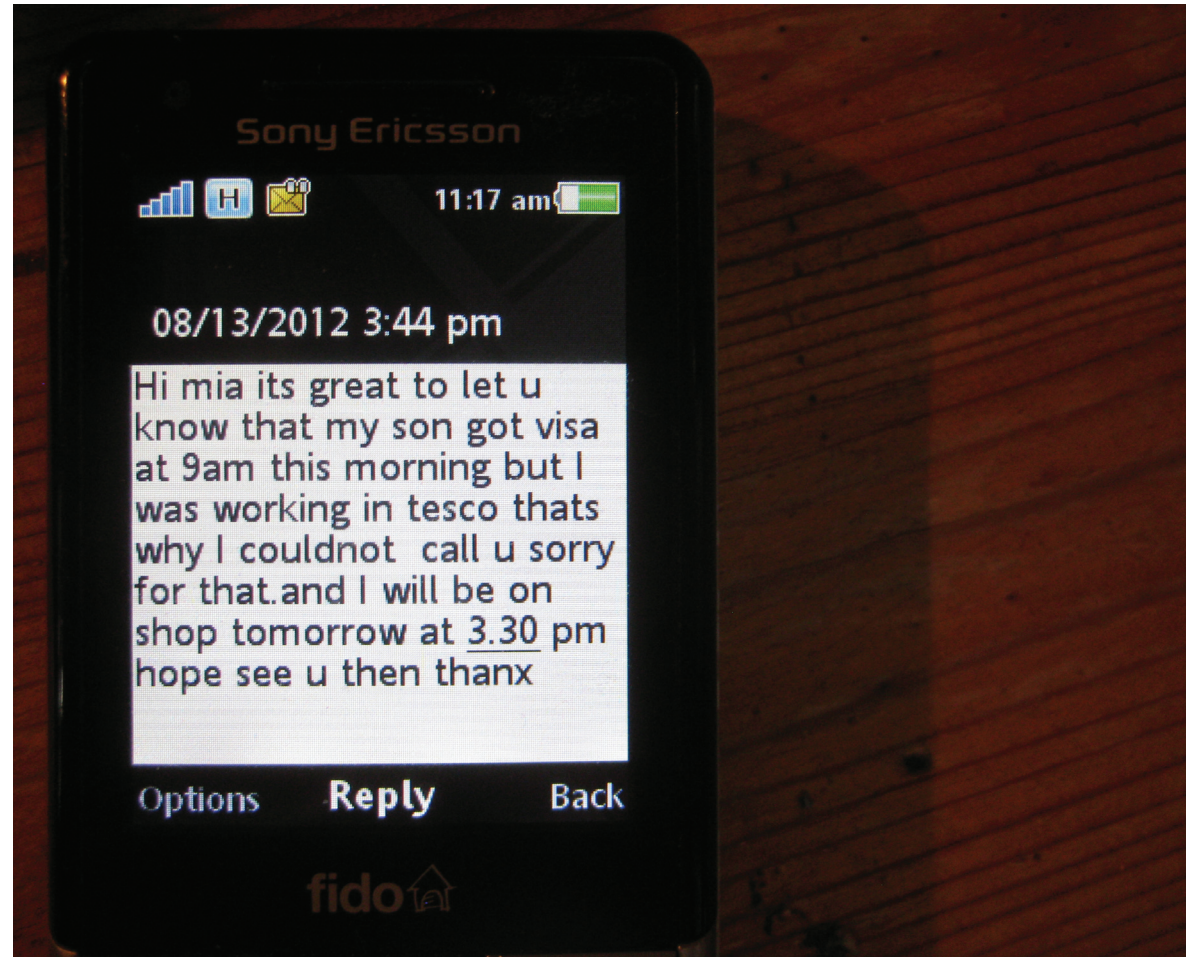 Sony Ericsson
H
11:17 am
08/13/2012 3:44 pm
Hi mia its great to let u
know that my son got visa
at 9am this morning but I
was working in tesco thats
why I couldnot  call u sorry
for that.and I will be on
shop tomorrow at 3.30 pm
hope see u then thanx
Options Reply Back
fido